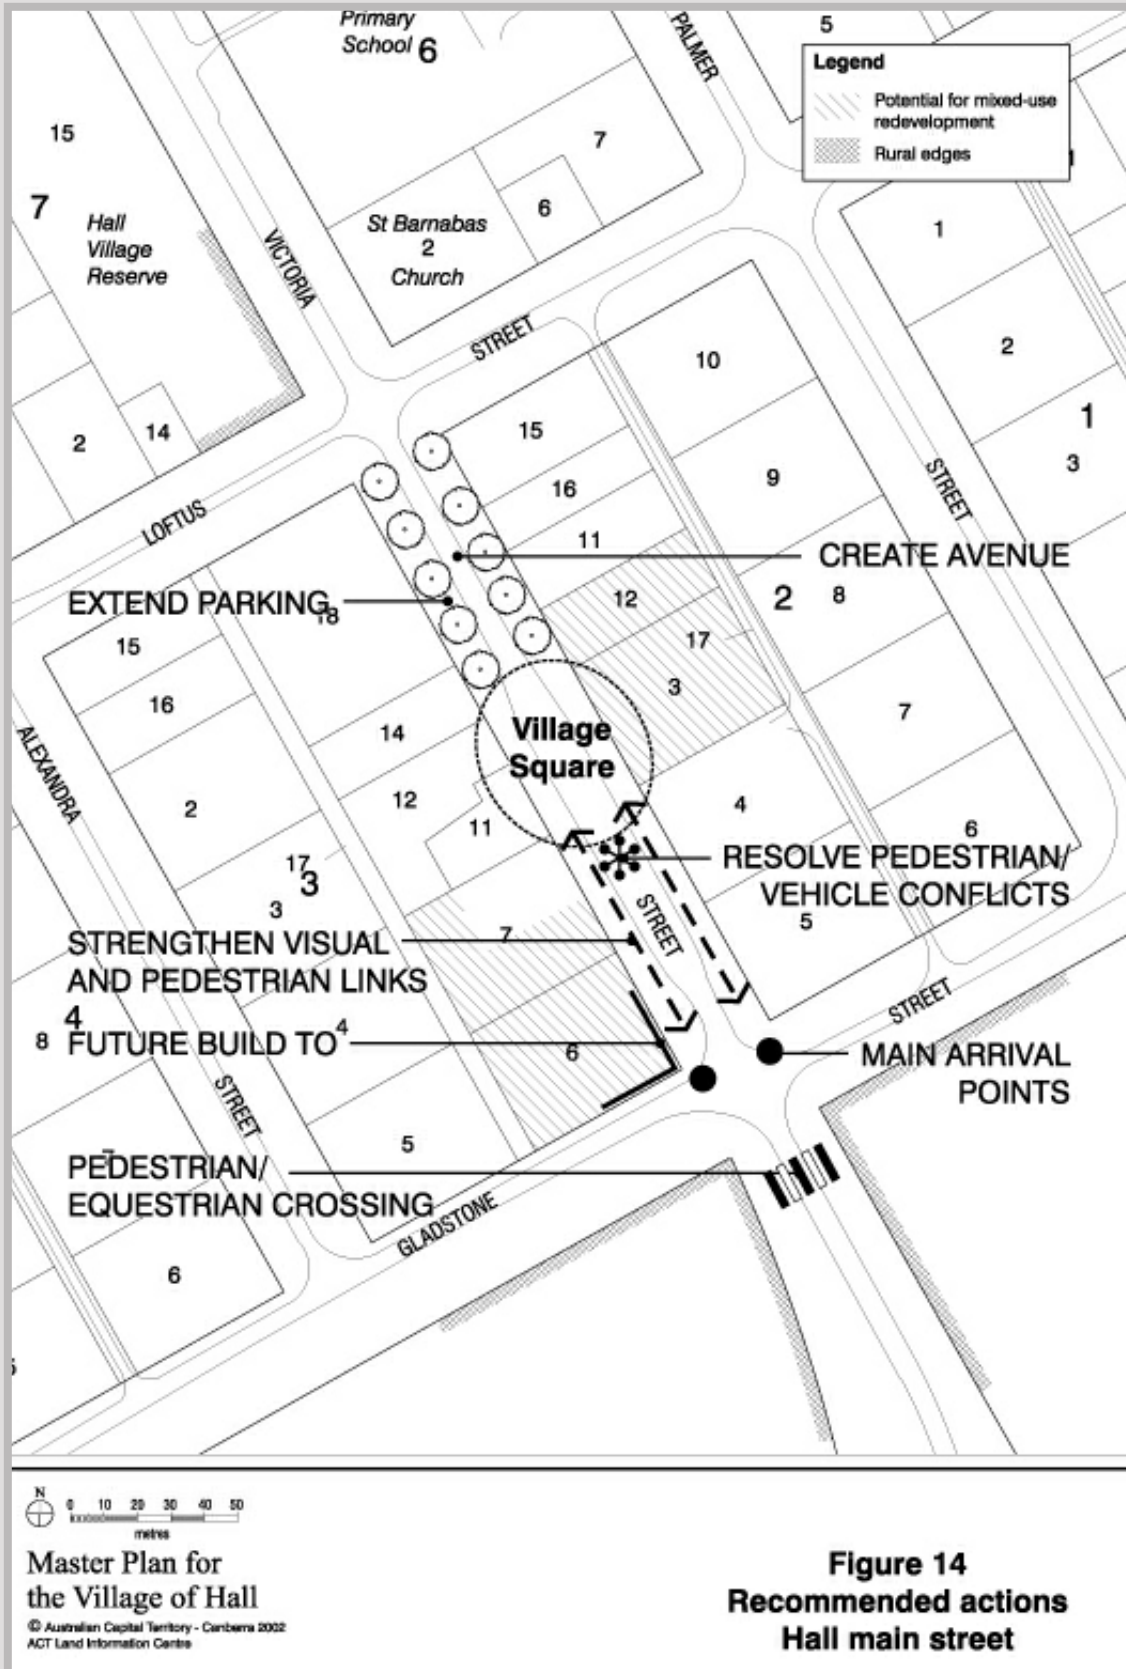 Primary
School 6
PALMER
5
Legend
Potential for mixed-use
redevelopment
Rural edges
15
7
Hall
Village
Reserve
VICTORIA
7
6
St Barnabas
2
Church
1
1
2
1
3
STREET
10
9
15
16
11
2
14
LOFTUS
STREET
CREATE AVENUE
EXTEND PARKING
18
12
2
8
17
3
15
16
14
Village
Square
7
ALEXANDRA
2
12
11
4
6
17
3
3
RESOLVE PEDESTRIAN/
VEHICLE CONFLICTS
5
STREET
7
STRENGTHEN VISUAL
AND PEDESTRIAN LINKS
STREET
4
8
FUTURE BUILD TO
4
6
MAIN ARRIVAL
POINTS
STREET
5
PEDESTRIAN/
EQUESTRIAN CROSSING
GLADSTONE
6
N
0 10 20 30 40 50
metres
Master Plan for
the Village of Hall
© Australian Capital Territory - Canberra 2002
ACT Land Information Centre
Figure 14
Recommended actions
Hall main street